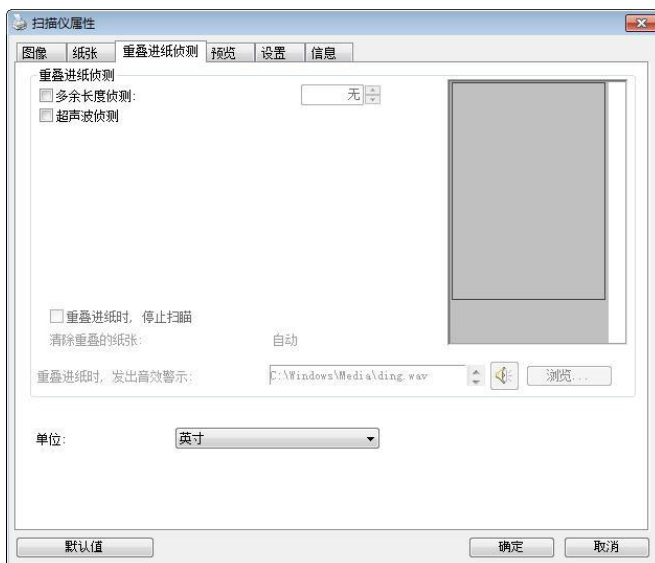 扫描仪属性
图像 纸张 重叠进纸侦测 预览 设置 信息
重叠进纸侦测
多余长度侦测: 无
超声波侦测
重叠进纸时, 停止扫瞄
清除重叠的纸张: 自动
重叠进纸时, 发出音效警示: C:\Windows\Media\ding.wav 浏览...
单位: 英寸
默认值 确定 取消